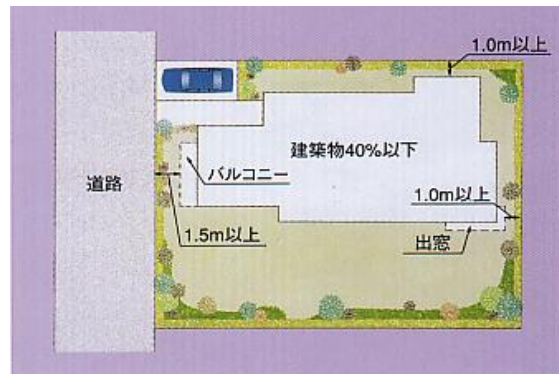 1.0m以上
建築物40%以下
バルコニー
道路
1.0m以上
1.5m以上
出窓